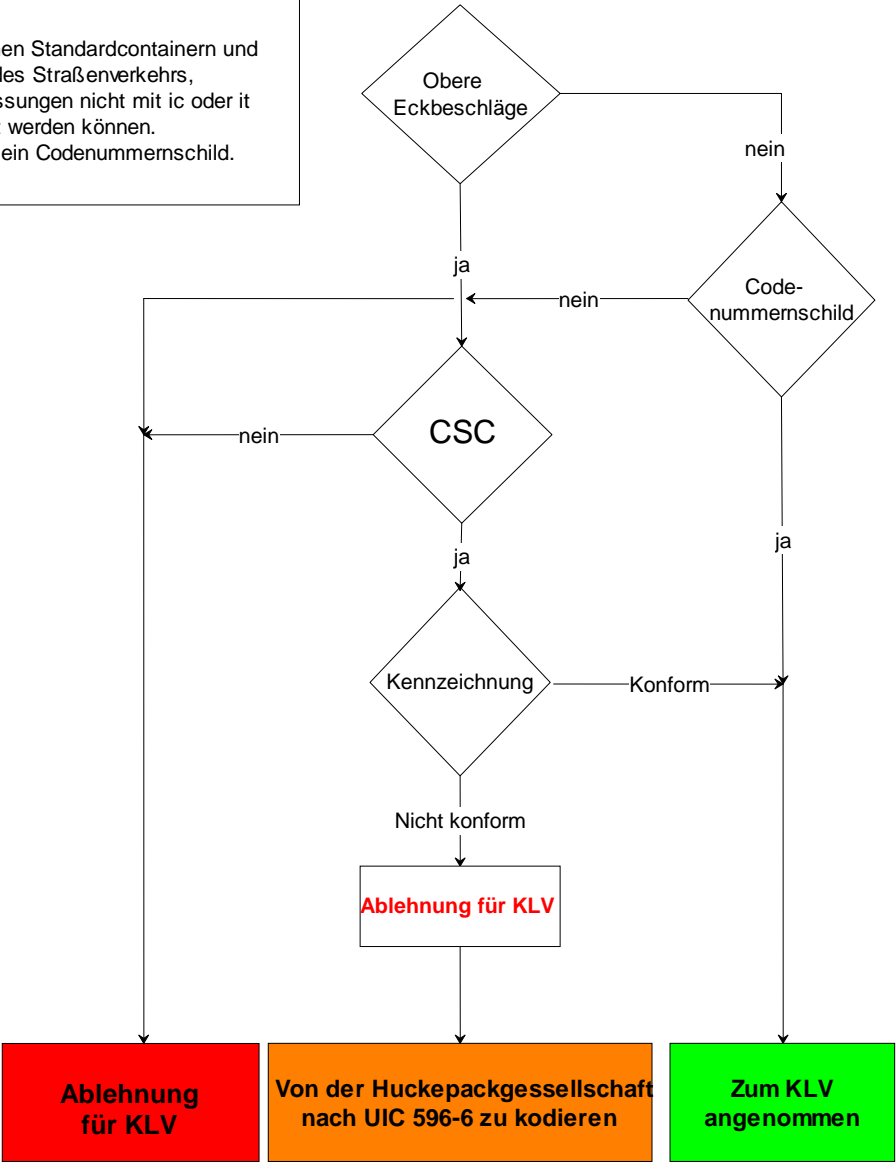 en Standardcontainern und
des Straßenverkehrs,
ssungen nicht mit ic oder it
t werden können.
ein Codenummernschild.
Obere
Eckbeschläge
nein
ja
Code-
nummernschild
nein
CSC
nein
ja
ja
Kennzeichnung
Konform
Nicht konform
Ablehnung für KLV
Ablehnung
für KLV
Von der Huckepackgessellschaft
nach UIC 596-6 zu kodieren
Zum KLV
angenommen